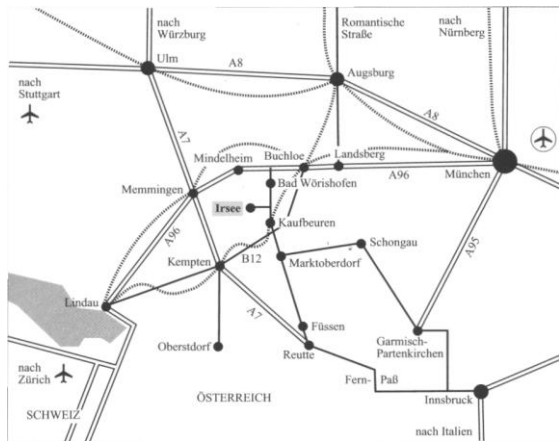 nach
Würzburg
Romantische
Straße
nach
Nürnberg
Ulm
A8
Augsburg
nach
Stuttgart
A8
A7
Mindelheim
Buchloe
Landsberg
A96
München
Memmingen
Bad Wörishofen
Irsee
Kaufbeuren
A96
A95
Schongau
Kempten
B12
Marktoberdorf
Lindau
A7
Füssen
Oberstdorf
Reutte
Garmisch-
Partenkirchen
nach
Zürich
Fern-
Paß
ÖSTERREICH
Innsbruck
SCHWEIZ
nach Italien